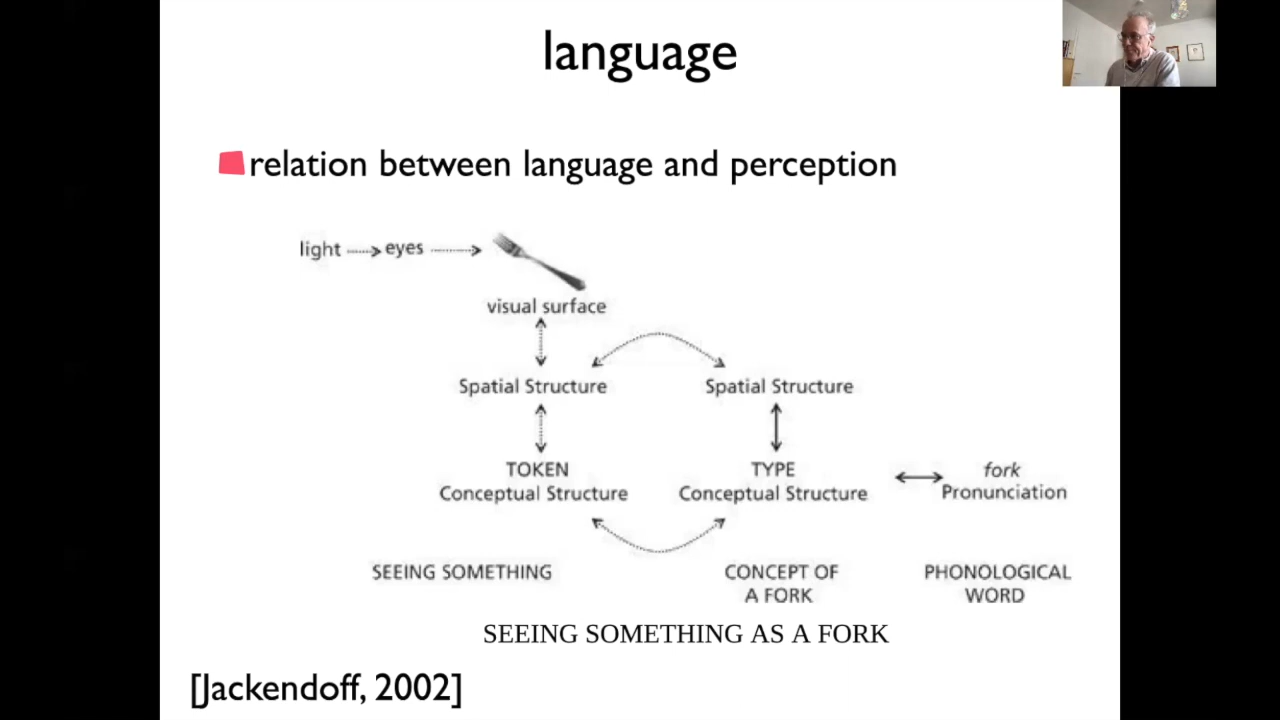 language
relation between language and perception
light eyes
visual surface
Spatial Structure Spatial Structure
TOKEN TYPE fork
Conceptual Structure Conceptual Structure Pronunciation
SEEING SOMETHING CONCEPT OF PHONOLOGICAL
A FORK WORD
SEEING SOMETHING AS A FORK
[Jackendoff, 2002]